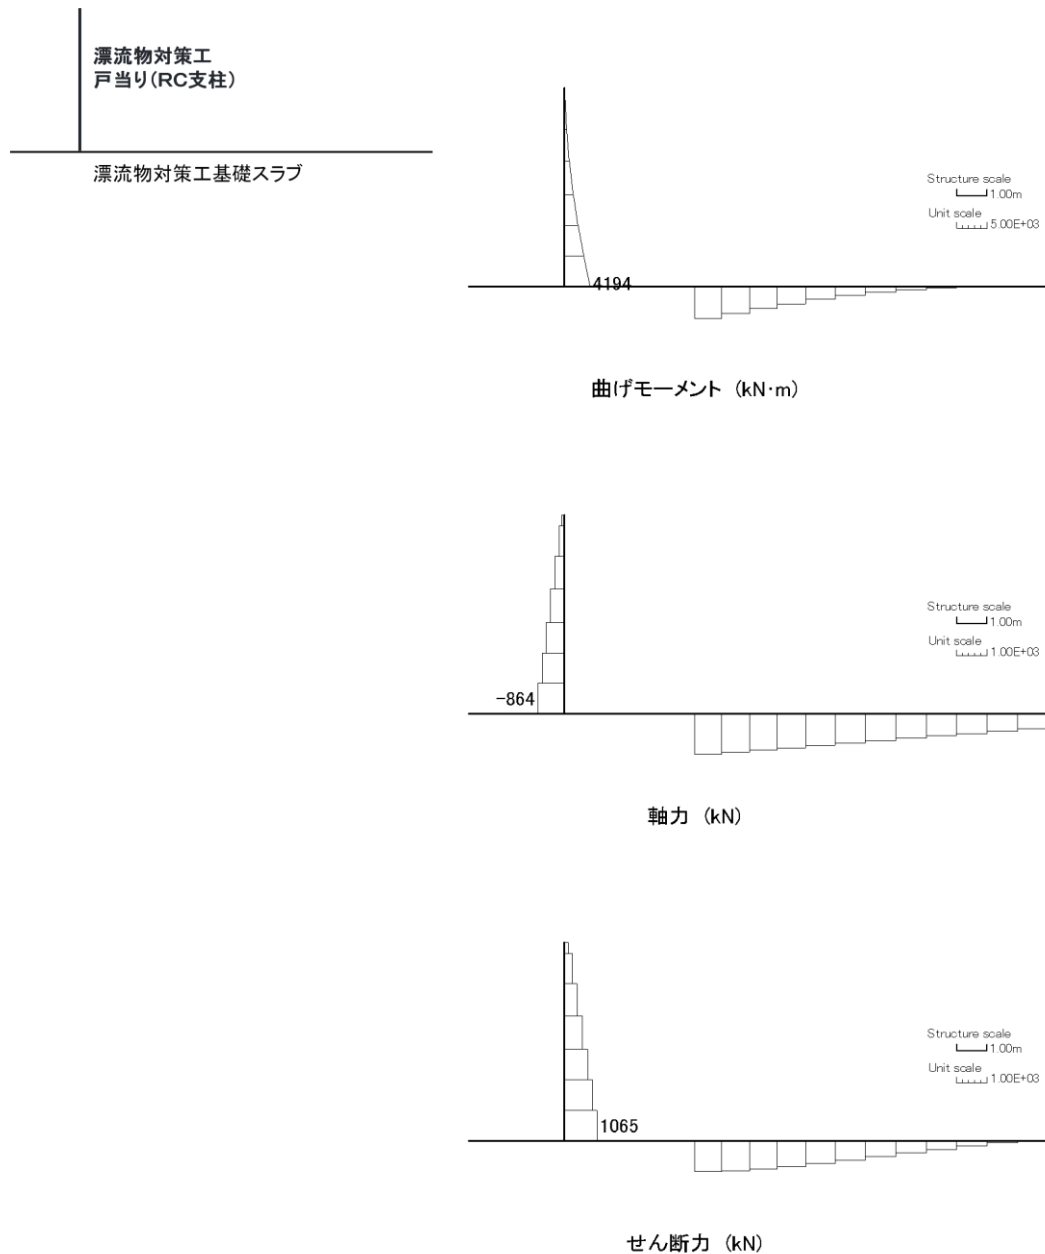 漂流物対策工
戸当り(RC支柱)
漂流物対策工基礎スラブ
Structure scale
1.00m
Unit scale
5.00E+03
4194
曲げモーメント (kN·m)
Structure scale
1.00m
Unit scale
1.00E+03
-864
軸力 (kN)
Structure scale
1.00m
Unit scale
1.00E+03
1065
せん断力 (kN)